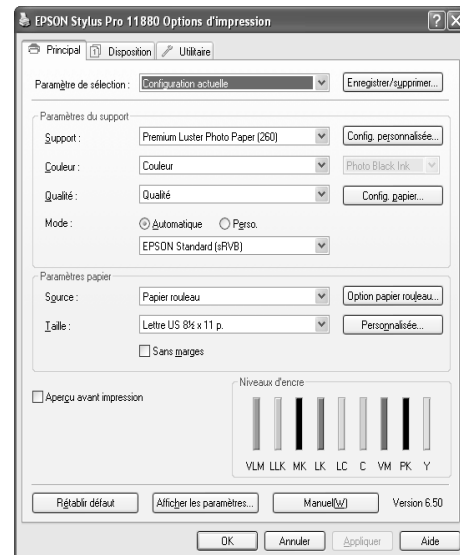 EPSON Stylus Pro 11880 Options d'impression
Principal Disposition Utilitaire
Paramètre de sélection : Configuration actuelle Enregistrer/supprimer...
Paramètres du support
Support : Premium Luster Photo Paper (260) Config. personnalisée...
Couleur : Couleur Photo Black Ink
Qualité : Qualité Config. papier...
Mode : Automatique Perso.
EPSON Standard (sRVB)
Paramètres papier
Source : Papier rouleau Option papier rouleau...
Taille : Lettre US 8½ x 11 p. Personnalisée...
Sans marges
Aperçu avant impression
Niveaux d'encre
VLM LLK MK LK LC C VM PK Y
Rétablir défaut Afficher les paramètres... Manuel(W) Version 6.50
OK Annuler Appliquer Aide